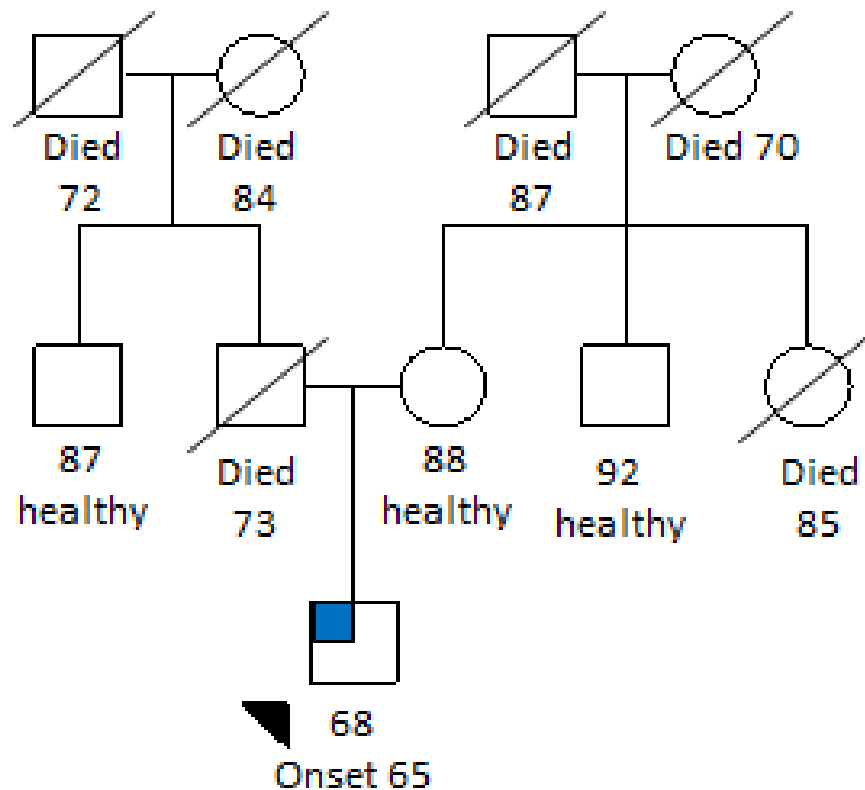 Died
72
Died
84
Died
87
Died 70
87
healthy
Died
73
88
healthy
92
healthy
Died
85
68
Onset 65